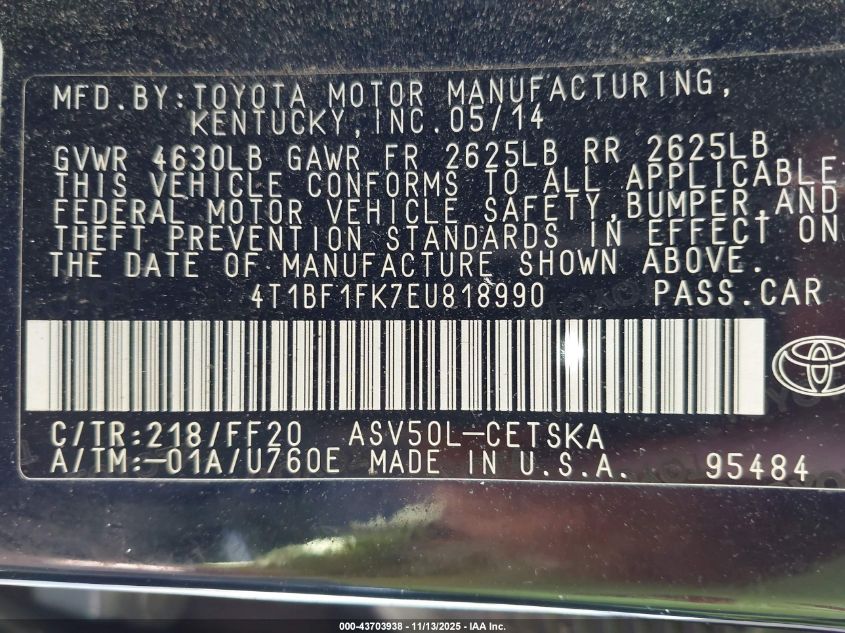 MFD.BY:TOYOTA MOTOR MANUFACTURING,
KENTUCKY,INC.05/14
GVWR 4630LB GAWR FR 2625LB RR 2625LB
THIS VEHICLE CONFORMS TO ALL APPLICABLE
FEDERAL MOTOR VEHICLE SAFETY,BUMPER,AND
THEFT PREVENTION STANDARDS IN EFFECT ON
THE DATE OF MANUFACTURE SHOWN ABOVE.
4T1BF1FK7EU818990 PASS.CAR
C/TR:218/FF20 ASV50L-CETSKA
A/TM:-01A/U760E MADE IN U.S.A. 95484
000-43703938 - 11/13/2025 - IAA Inc.